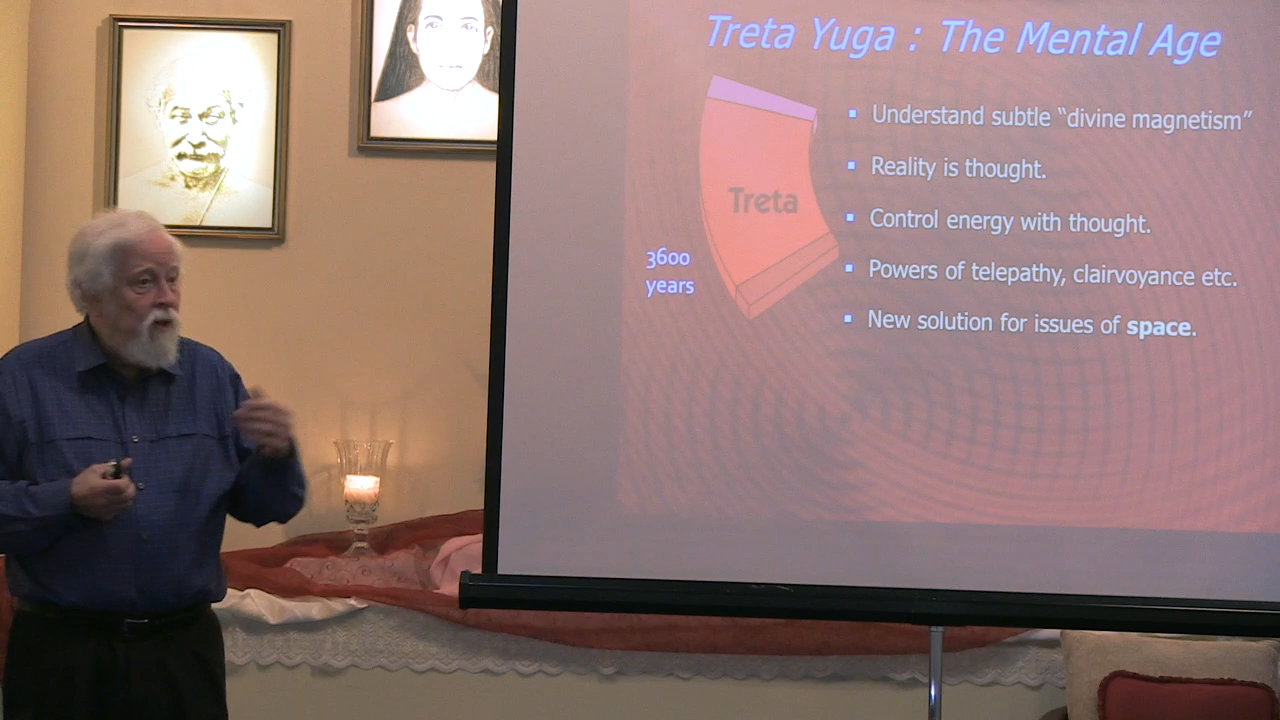 Treta Yuga : The Mental Age
Understand subtle “divine magnetism”
Reality is thought.
Treta
Control energy with thought.
3600
years
Powers of telepathy, clairvoyance etc.
New solution for issues of space.